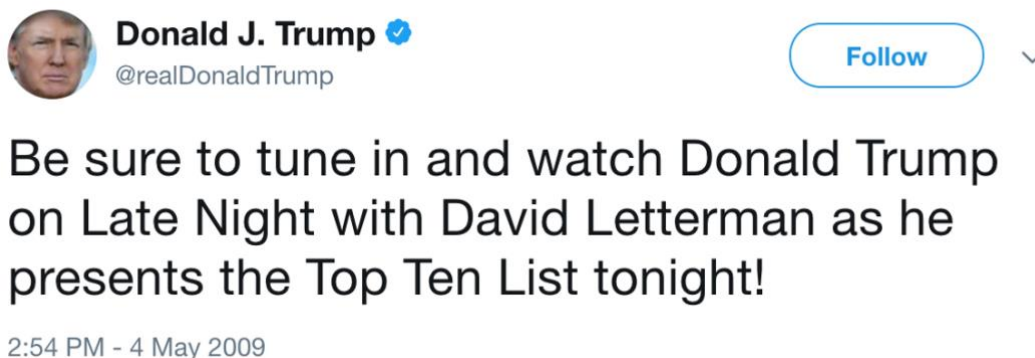 Donald J. Trump
@realDonaldTrump
Follow
Be sure to tune in and watch Donald Trump
on Late Night with David Letterman as he
presents the Top Ten List tonight!
2:54 PM - 4 May 2009